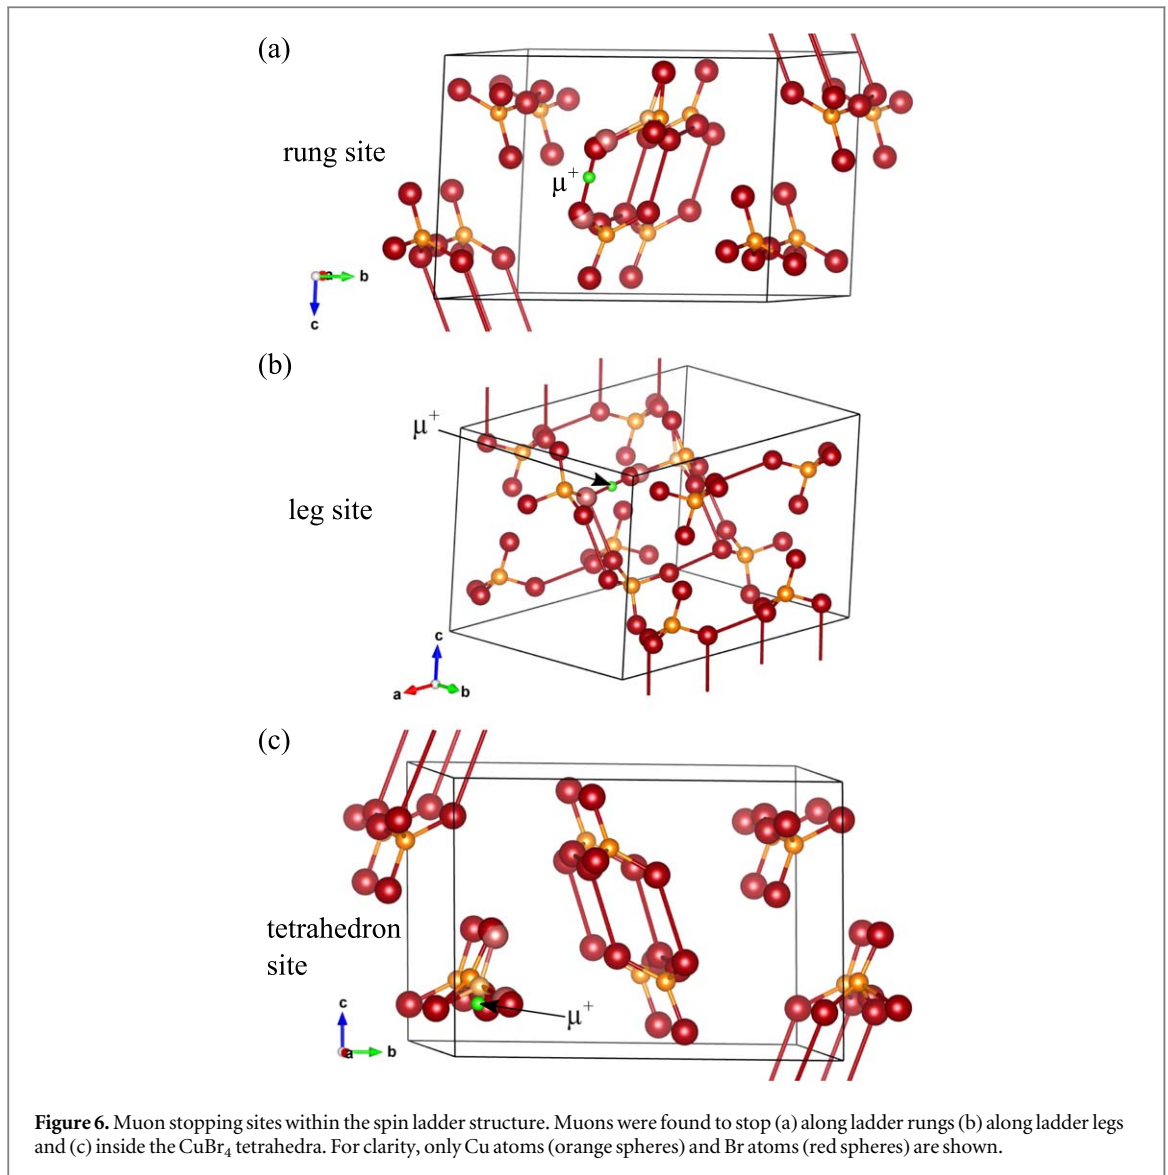 (a)
rung site
μ⁺
a
b
c
(b)
μ⁺
leg site
c
a
b
(c)
tetrahedron
site
μ⁺
c
a
b
Figure 6. Muon stopping sites within the spin ladder structure. Muons were found to stop (a) along ladder rungs (b) along ladder legs
and (c) inside the CuBr₄ tetrahedra. For clarity, only Cu atoms (orange spheres) and Br atoms (red spheres) are shown.